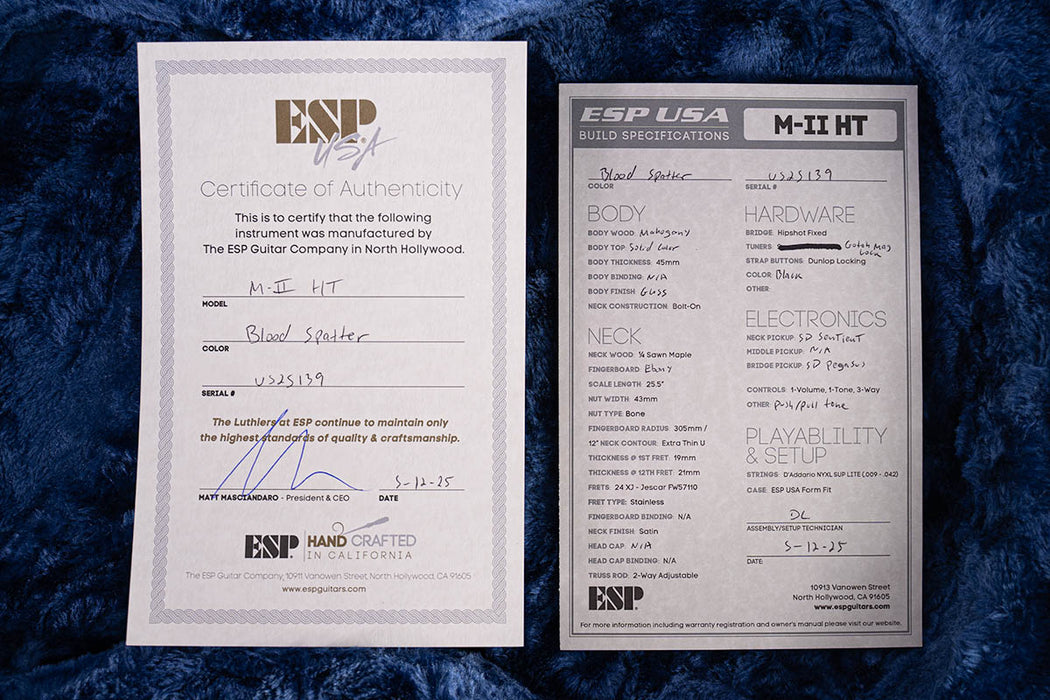 ESP
USA
Certificate of Authenticity
This is to certify that the following
instrument was manufactured by
The ESP Guitar Company in North Hollywood.
M-II HT
MODEL
Blood Spatter
COLOR
US25139
SERIAL #
The Luthiers at ESP continue to maintain only
the highest standards of quality & craftsmanship.
5-12-25
MATT MASCIANDARO - President & CEO DATE
ESP. HAND CRAFTED
IN CALIFORNIA
The ESP Guitar Company, 10911 Vanowen Street, North Hollywood, CA 91605
www.espguitars.com
ESP USA
BUILD SPECIFICATIONS
M-II HT
Blood Spatter
COLOR
US25139
SERIAL #
BODY
BODY WOOD: Mahogany
BODY TOP: Solid Color
BODY THICKNESS: 45mm
BODY BINDING: N/A
BODY FINISH: Gloss
NECK CONSTRUCTION: Bolt-On
NECK
NECK WOOD: ¼ Sawn Maple
FINGERBOARD: Ebony
SCALE LENGTH: 25.5"
NUT WIDTH: 43mm
NUT TYPE: Bone
FINGERBOARD RADIUS: 305mm /
12" NECK CONTOUR: Extra Thin U
THICKNESS @ 1ST FRET: 19mm
THICKNESS @ 12TH FRET: 21mm
FRETS: 24 XJ - Jescar FW57110
FRET TYPE: Stainless
FINGERBOARD BINDING: N/A
NECK FINISH: Satin
HEAD CAP: N/A
HEAD CAP BINDING: N/A
TRUSS ROD: 2-Way Adjustable
ESP.
HARDWARE
BRIDGE: Hipshot Fixed
TUNERS: Gotoh Mag
Lock
STRAP BUTTONS: Dunlop Locking
COLOR: Black
OTHER:
ELECTRONICS
NECK PICKUP: SD Sentient
MIDDLE PICKUP: N/A
BRIDGE PICKUP: SD Pegasus
CONTROLS: 1-Volume, 1-Tone, 3-Way
OTHER: Push/pull tone
PLAYABLILITY
& SETUP
STRINGS: D'Addario NYXL SUP LITE (.009 - .042)
CASE: ESP USA Form Fit
DL
ASSEMBLY/SETUP TECHNICIAN
5-12-25
DATE:
10913 Vanowen Street
North Hollywood, CA 91605
www.espguitars.com
For more information including warranty registration and owner's manual please visit our website.